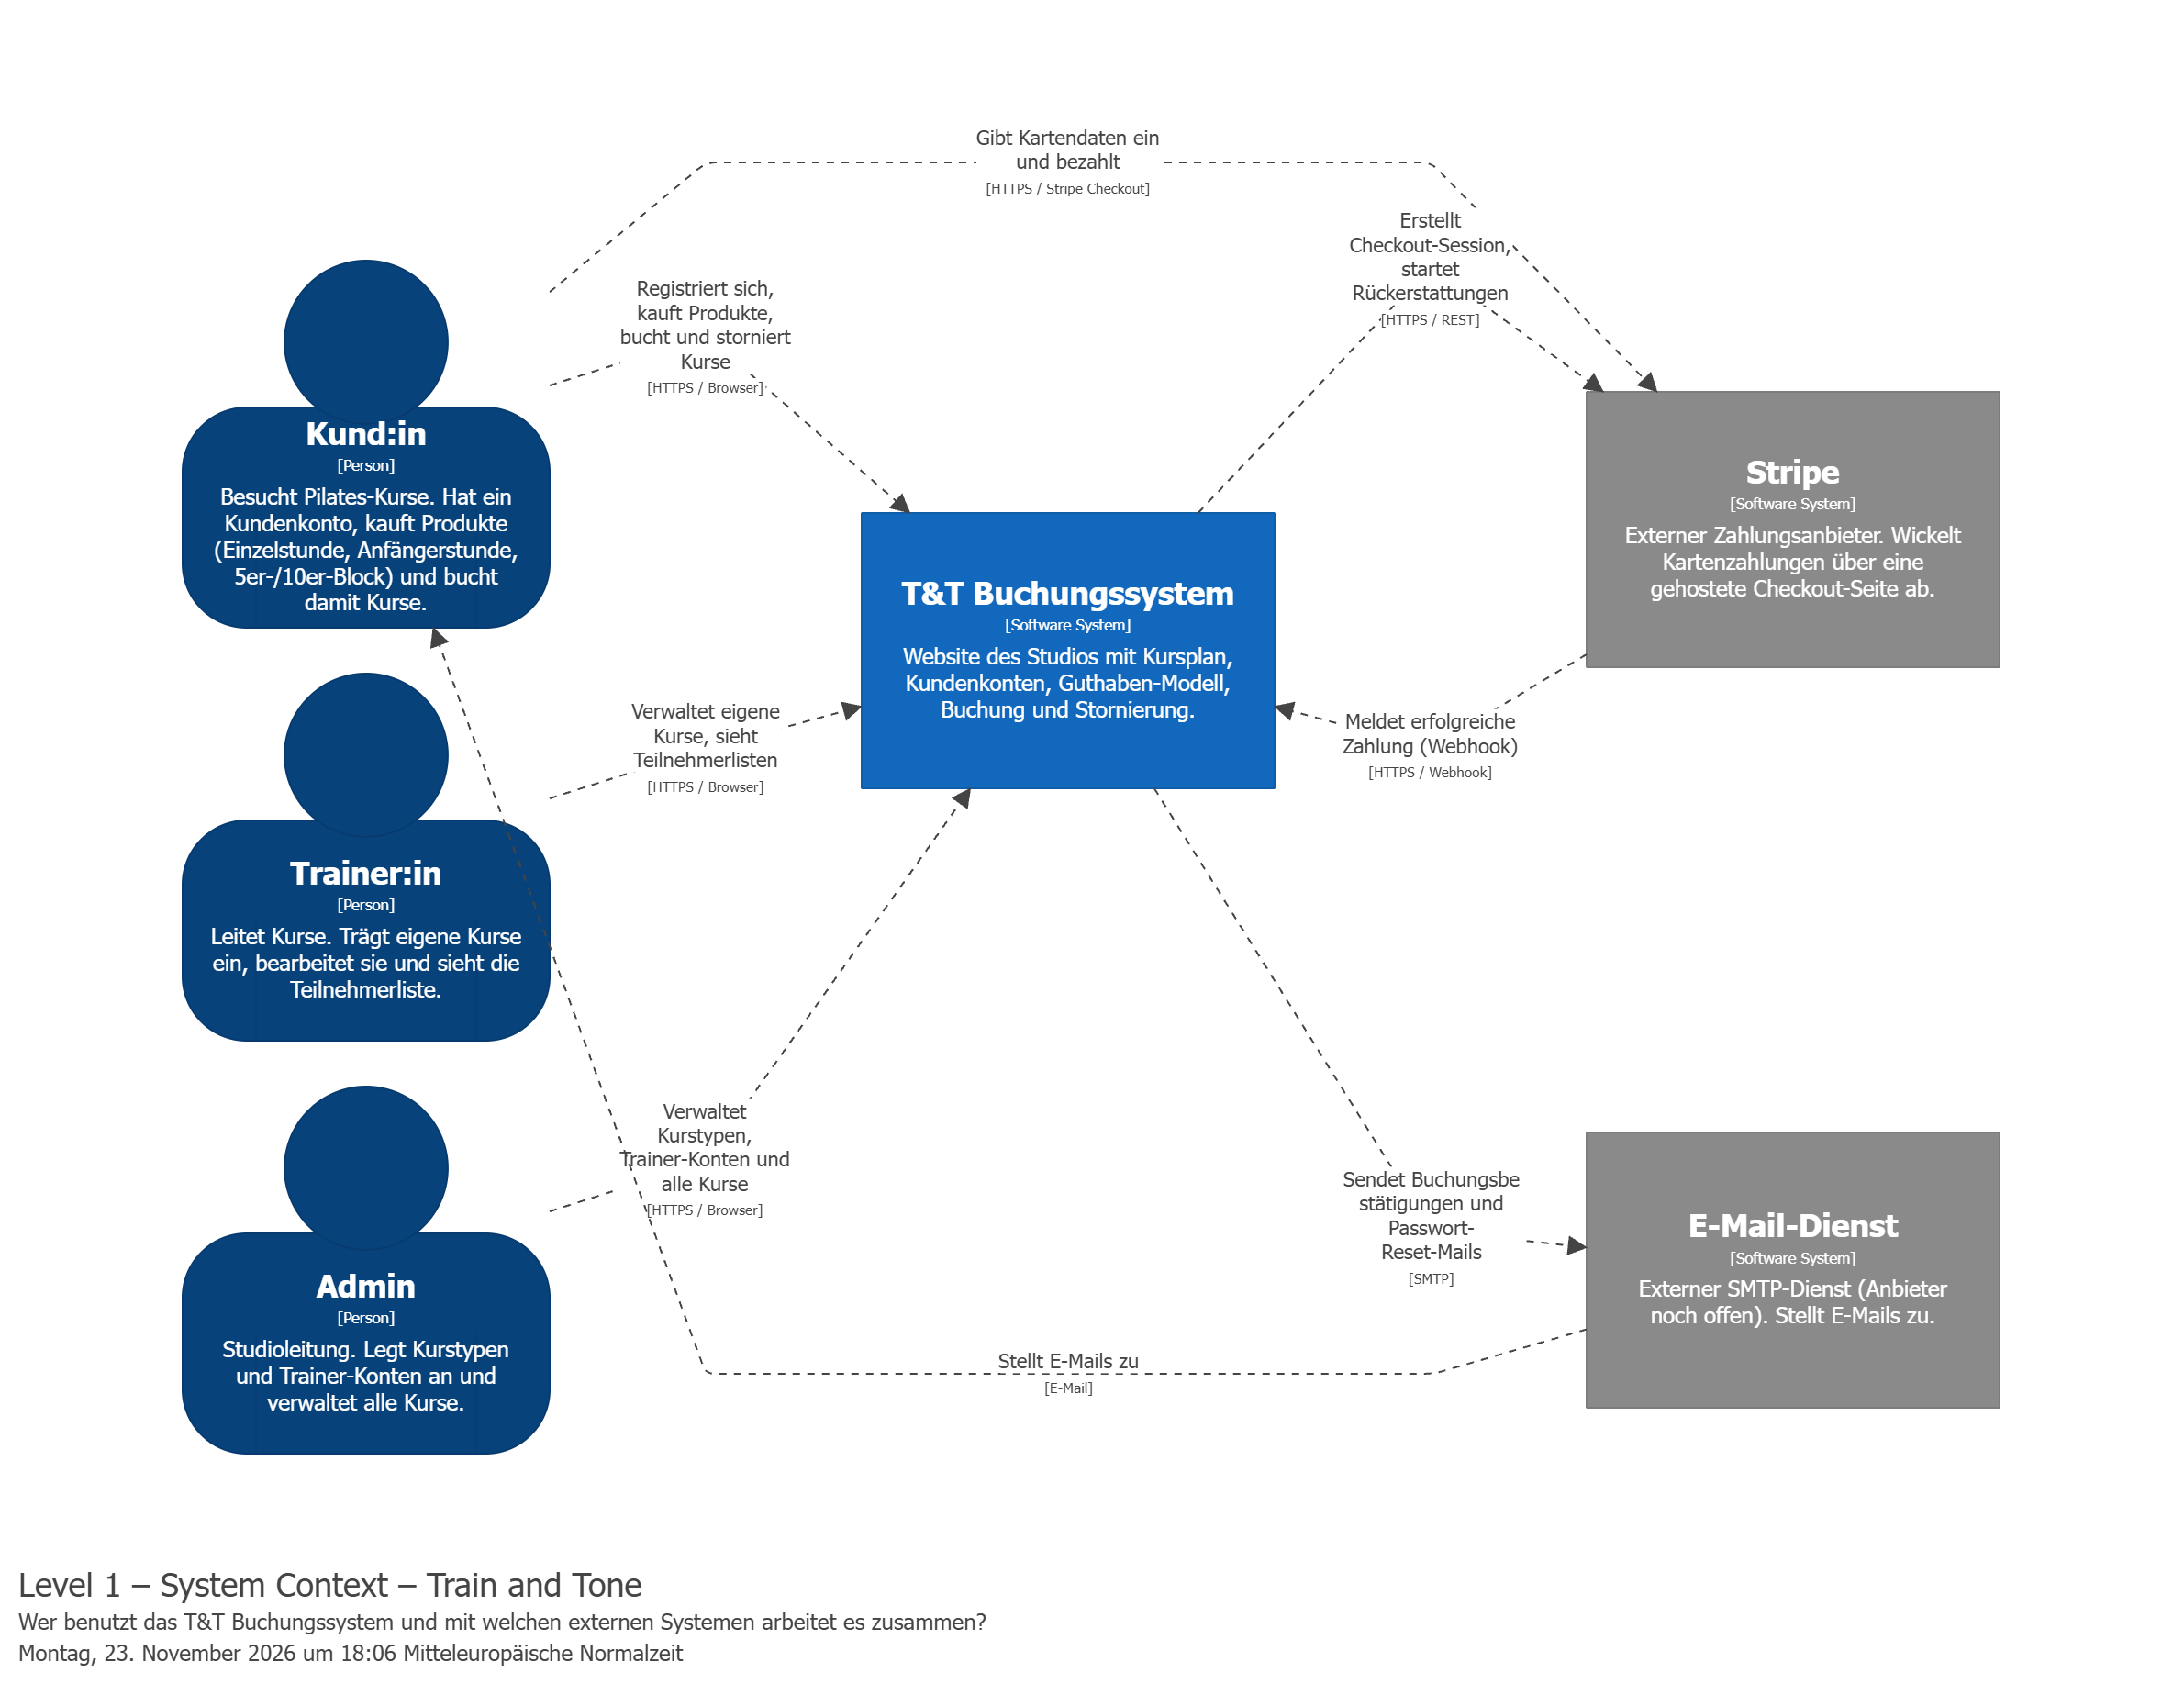 Gibt Kartendaten ein
und bezahlt
[HTTPS / Stripe Checkout]
Erstellt
Checkout-Session,
startet
Rückerstattungen
[HTTPS / REST]
Registriert sich,
kauft Produkte,
bucht und storniert
Kurse
[HTTPS / Browser]
Kund:in
[Person]
Besucht Pilates-Kurse. Hat ein
Kundenkonto, kauft Produkte
(Einzelstunde, Anfängerstunde,
5er-/10er-Block) und bucht
damit Kurse.
Stripe
[Software System]
Externer Zahlungsanbieter. Wickelt
Kartenzahlungen über eine
gehostete Checkout-Seite ab.
T&T Buchungssystem
[Software System]
Website des Studios mit Kursplan,
Kundenkonten, Guthaben-Modell,
Buchung und Stornierung.
Verwaltet eigene
Kurse, sieht
Teilnehmerlisten
[HTTPS / Browser]
Meldet erfolgreiche
Zahlung (Webhook)
[HTTPS / Webhook]
Trainer:in
[Person]
Leitet Kurse. Trägt eigene Kurse
ein, bearbeitet sie und sieht die
Teilnehmerliste.
Verwaltet
Kurstypen,
Trainer-Konten und
alle Kurse
[HTTPS / Browser]
Sendet Buchungsbe
stätigungen und
Passwort-
Reset-Mails
[SMTP]
E-Mail-Dienst
[Software System]
Externer SMTP-Dienst (Anbieter
noch offen). Stellt E-Mails zu.
Admin
[Person]
Studioleitung. Legt Kurstypen
und Trainer-Konten an und
verwaltet alle Kurse.
Stellt E-Mails zu
[E-Mail]
Level 1 – System Context – Train and Tone
Wer benutzt das T&T Buchungssystem und mit welchen externen Systemen arbeitet es zusammen?
Montag, 23. November 2026 um 18:06 Mitteleuropäische Normalzeit